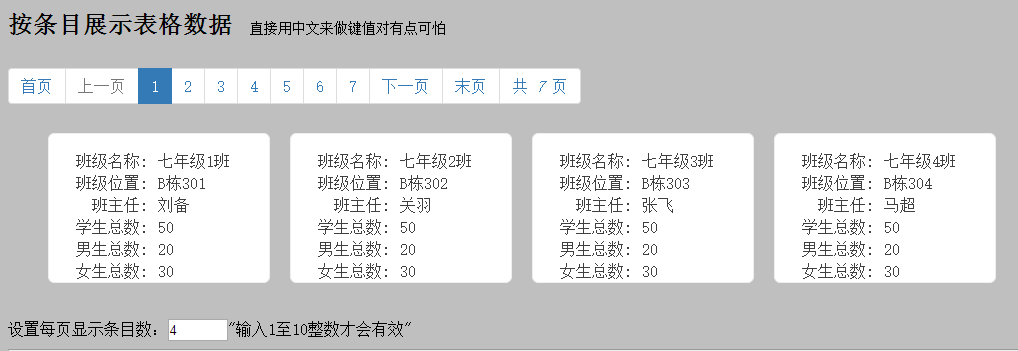 按条目展示表格数据 直接用中文来做键值对有点可怕
首页 上一页 1 2 3 4 5 6 7 下一页 末页 共 7 页
班级名称: 七年级1班
班级位置: B栋301
班主任: 刘备
学生总数: 50
男生总数: 20
女生总数: 30
班级名称: 七年级2班
班级位置: B栋302
班主任: 关羽
学生总数: 50
男生总数: 20
女生总数: 30
班级名称: 七年级3班
班级位置: B栋303
班主任: 张飞
学生总数: 50
男生总数: 20
女生总数: 30
班级名称: 七年级4班
班级位置: B栋304
班主任: 马超
学生总数: 50
男生总数: 20
女生总数: 30
设置每页显示条目数: 4 "输入1至10整数才会有效"